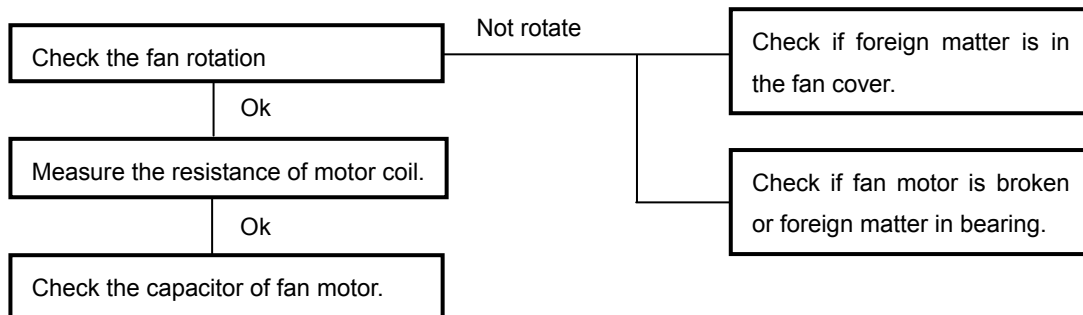 Not rotate
Check the fan rotation
Check if foreign matter is in
the fan cover.
Ok
Measure the resistance of motor coil.
Check if fan motor is broken
or foreign matter in bearing.
Ok
Check the capacitor of fan motor.